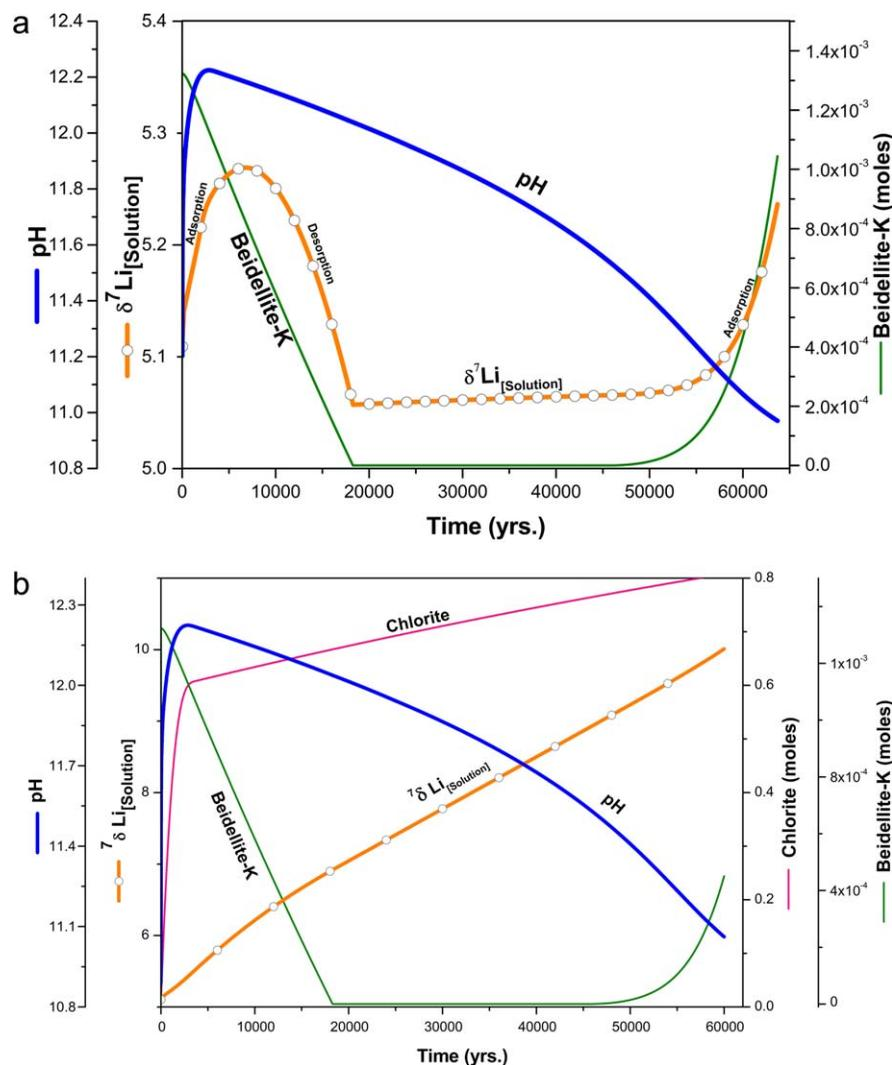 a
12.4
12.2
12.0
11.8
11.6
11.4
11.2
11.0
10.8
pH
5.4
5.3
5.2
5.1
5.0
δ⁷Li[Solution]
Adsorption
Desorption
Beidellite-K
pH
δ⁷Li[Solution]
Adsorption
1.4x10⁻³
1.2x10⁻³
1.0x10⁻³
8.0x10⁻⁴
6.0x10⁻⁴
4.0x10⁻⁴
2.0x10⁻⁴
0.0
Beidellite-K (moles)
0 10000 20000 30000 40000 50000 60000
Time (yrs.)
b
12.3
12.0
11.7
11.4
11.1
10.8
pH
10
8
6
⁷δ Li[Solution]
Chlorite
Beidellite-K
⁷δ Li[Solution]
pH
0.8
0.6
0.4
0.2
0.0
Chlorite (moles)
1x10⁻³
8x10⁻⁴
4x10⁻⁴
0
Beidellite-K (moles)
0 10000 20000 30000 40000 50000 60000
Time (yrs.)